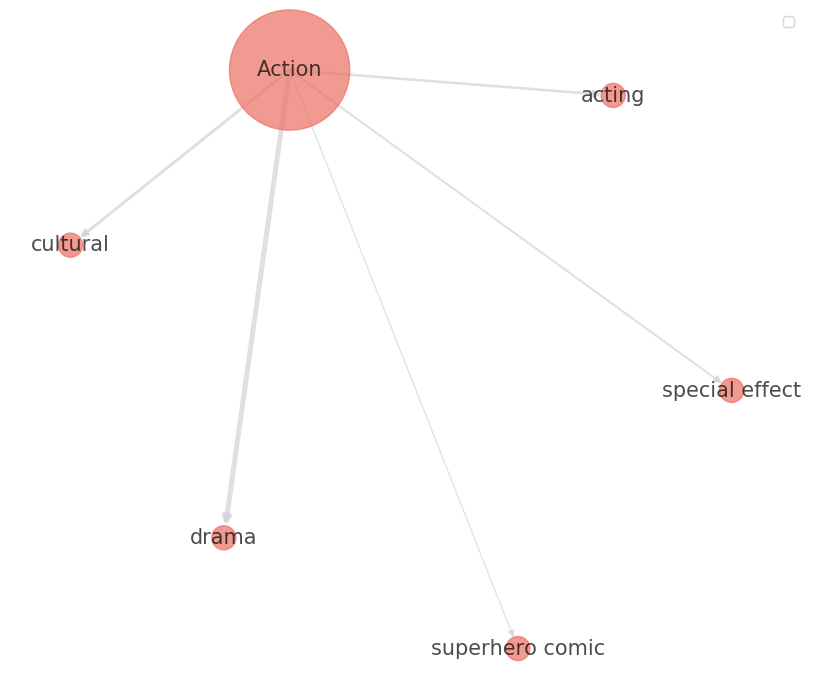 Action
acting
cultural
special effect
drama
superhero comic